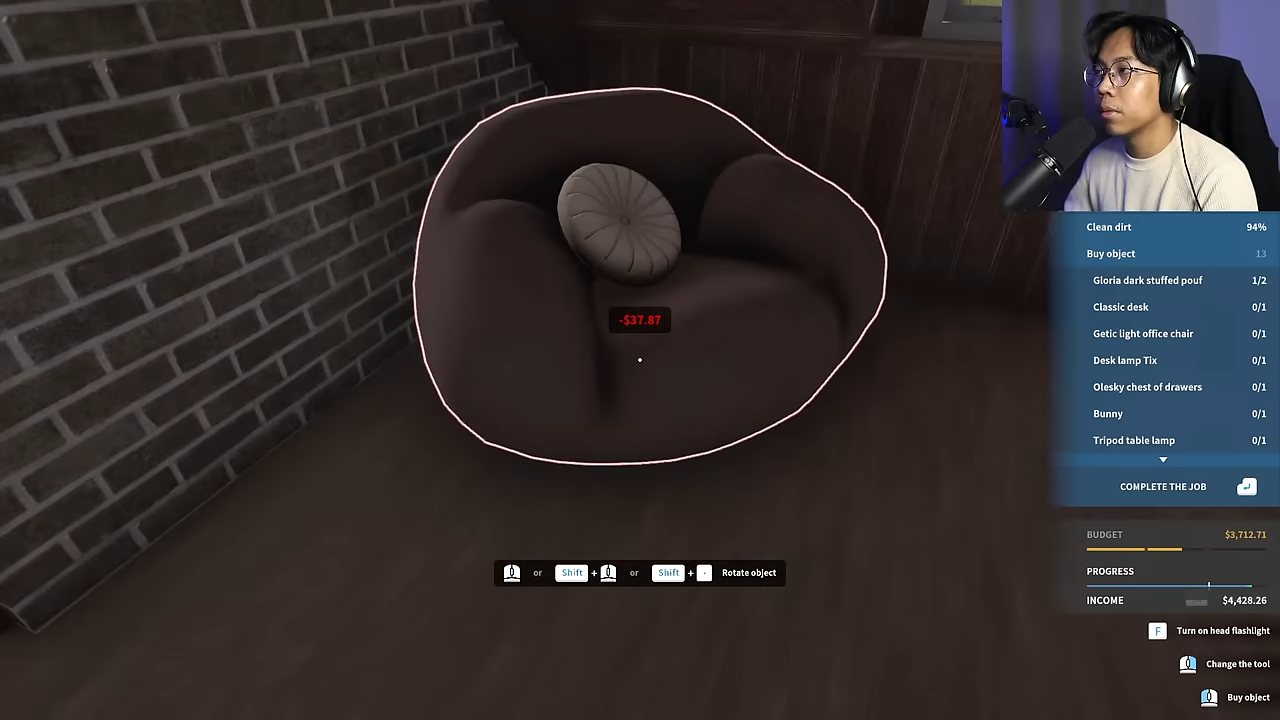 Clean dirt 94%
Buy object 13
Gloria dark stuffed pouf 1/2
Classic desk 0/1
Getic light office chair 0/1
Desk lamp Tix 0/1
Olesky chest of drawers 0/1
Bunny 0/1
Tripod table lamp 0/1
-$37.87
COMPLETE THE JOB
BUDGET $3,712.71
or Shift + or Shift + . Rotate object
PROGRESS
INCOME $4,428.26
F Turn on head flashlight
Change the tool
Buy object